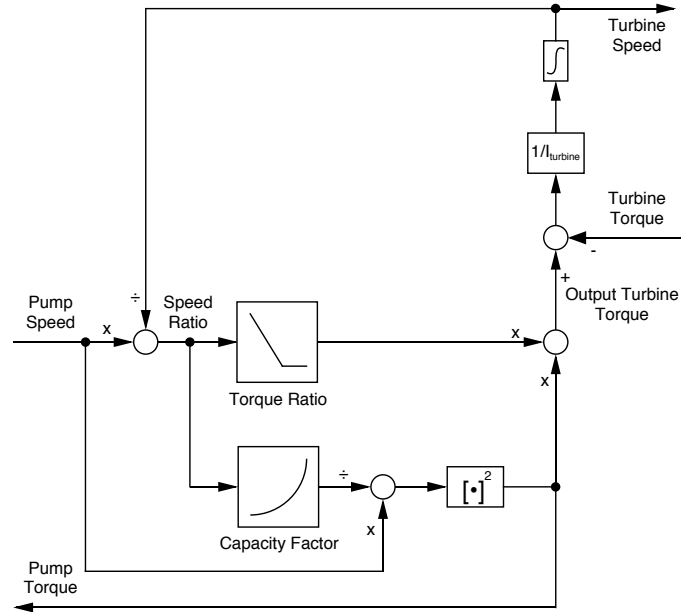 Turbine
Speed
∫
1/I_turbine
Turbine
Torque
-
+
Output Turbine
Torque
÷
Pump
Speed
x
Speed
Ratio
x
x
Torque Ratio
÷
[•]²
x
Capacity Factor
Pump
Torque